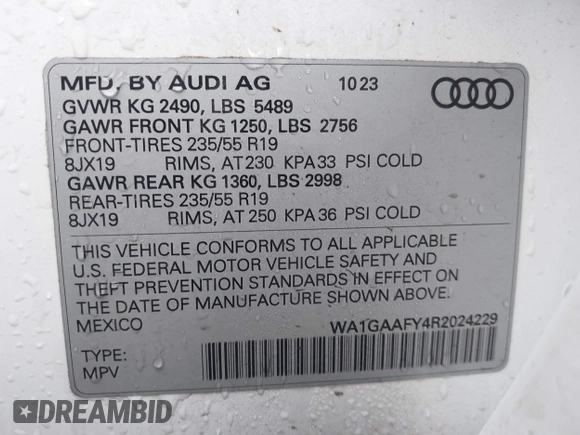 MFD. BY AUDI AG 10 23
GVWR KG 2490, LBS 5489
GAWR FRONT KG 1250, LBS 2756
FRONT-TIRES 235/55 R19
8JX19 RIMS, AT 230 KPA 33 PSI COLD
GAWR REAR KG 1360, LBS 2998
REAR-TIRES 235/55 R19
8JX19 RIMS, AT 250 KPA 36 PSI COLD
THIS VEHICLE CONFORMS TO ALL APPLICABLE
U.S. FEDERAL MOTOR VEHICLE SAFETY AND
THEFT PREVENTION STANDARDS IN EFFECT ON
THE DATE OF MANUFACTURE SHOWN ABOVE.
MEXICO WA1GAAFY4R2024229
TYPE:
MPV
DREAMBID